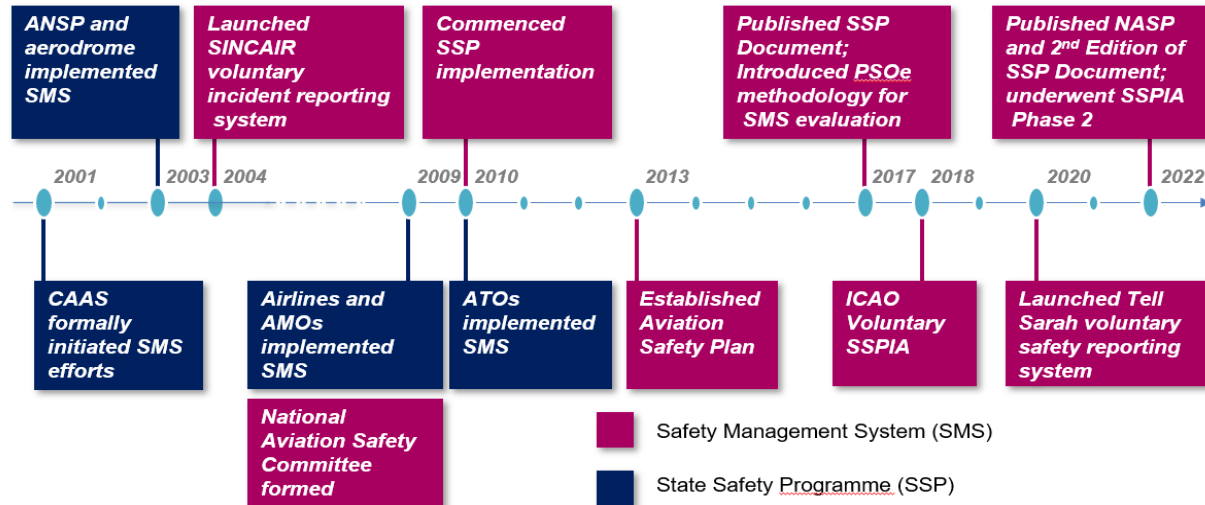 ANSP and
aerodrome
implemented
SMS
Launched
SINCAIR
voluntary
incident reporting
system
Commenced
SSP
implementation
Published SSP
Document;
Introduced PSOe
methodology for
SMS evaluation
Published NASP
and 2nd Edition of
SSP Document;
underwent SSPIA
Phase 2
2001
2003
2004
2009
2010
2013
2017
2018
2020
2022
CAAS
formally
initiated SMS
efforts
Airlines and
AMOs
implemented
SMS
ATOs
implemented
SMS
Established
Aviation
Safety Plan
ICAO
Voluntary
SSPIA
Launched Tell
Sarah voluntary
safety reporting
system
National
Aviation Safety
Committee
formed
Safety Management System (SMS)
State Safety Programme (SSP)